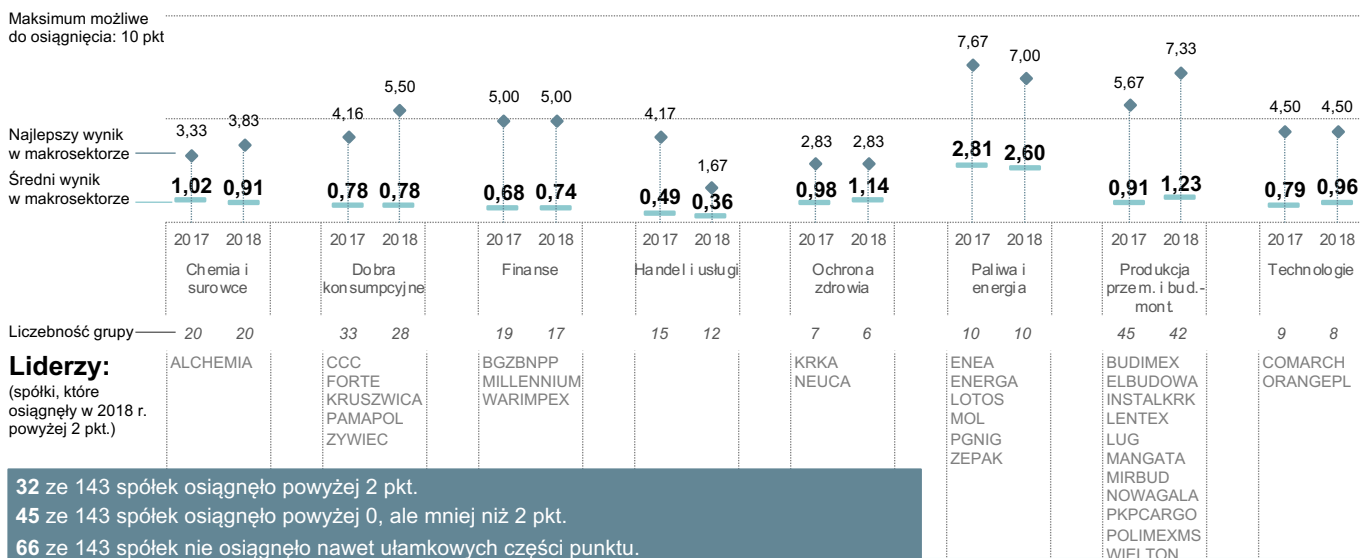 Maksimum możliwe
do osiągnięcia: 10 pkt
7,67
7,00
7,33
5,67
5,50
4,16
5,00
5,00
4,17
4,50
4,50
3,33
3,83
2,83
2,83
1,67
Najlepszy wynik
w makrosektorze
Średni wynik
w makrosektorze
1,02 0,91
0,78 0,78
0,68 0,74
0,49 0,36
0,98 1,14
2,81 2,60
0,91 1,23
0,79 0,96
2017 2018 2017 2018 2017 2018 2017 2018 2017 2018 2017 2018 2017 2018 2017 2018
Chemia i
surowce
Dobra
konsumpcyjne
Finanse
Handel i usługi
Ochrona
zdrowia
Paliwa i
energia
Produkcja
przem. i bud.-
mont.
Technologie
Liczebność grupy 20 20 33 28 19 17 15 12 7 6 10 10 45 42 9 8
Liderzy:
(spółki, które
osiągnęły w 2018 r.
powyżej 2 pkt.)
ALCHEMIA
CCC
FORTE
KRUSZWICA
PAMAPOL
ZYWIEC
BGZBNPP
MILLENNIUM
WARIMPEX
KRKA
NEUCA
ENEA
ENERGA
LOTOS
MOL
PGNIG
ZEPAK
BUDIMEX
ELBUDOWA
INSTALKRK
LENTEX
LUG
MANGATA
MIRBUD
NOWAGALA
PKPCARGO
POLIMEXMS
WIELTON
COMARCH
ORANGEPL
32 ze 143 spółek osiągnęło powyżej 2 pkt.
45 ze 143 spółek osiągnęło powyżej 0, ale mniej niż 2 pkt.
66 ze 143 spółek nie osiągnęło nawet ułamkowych części punktu.